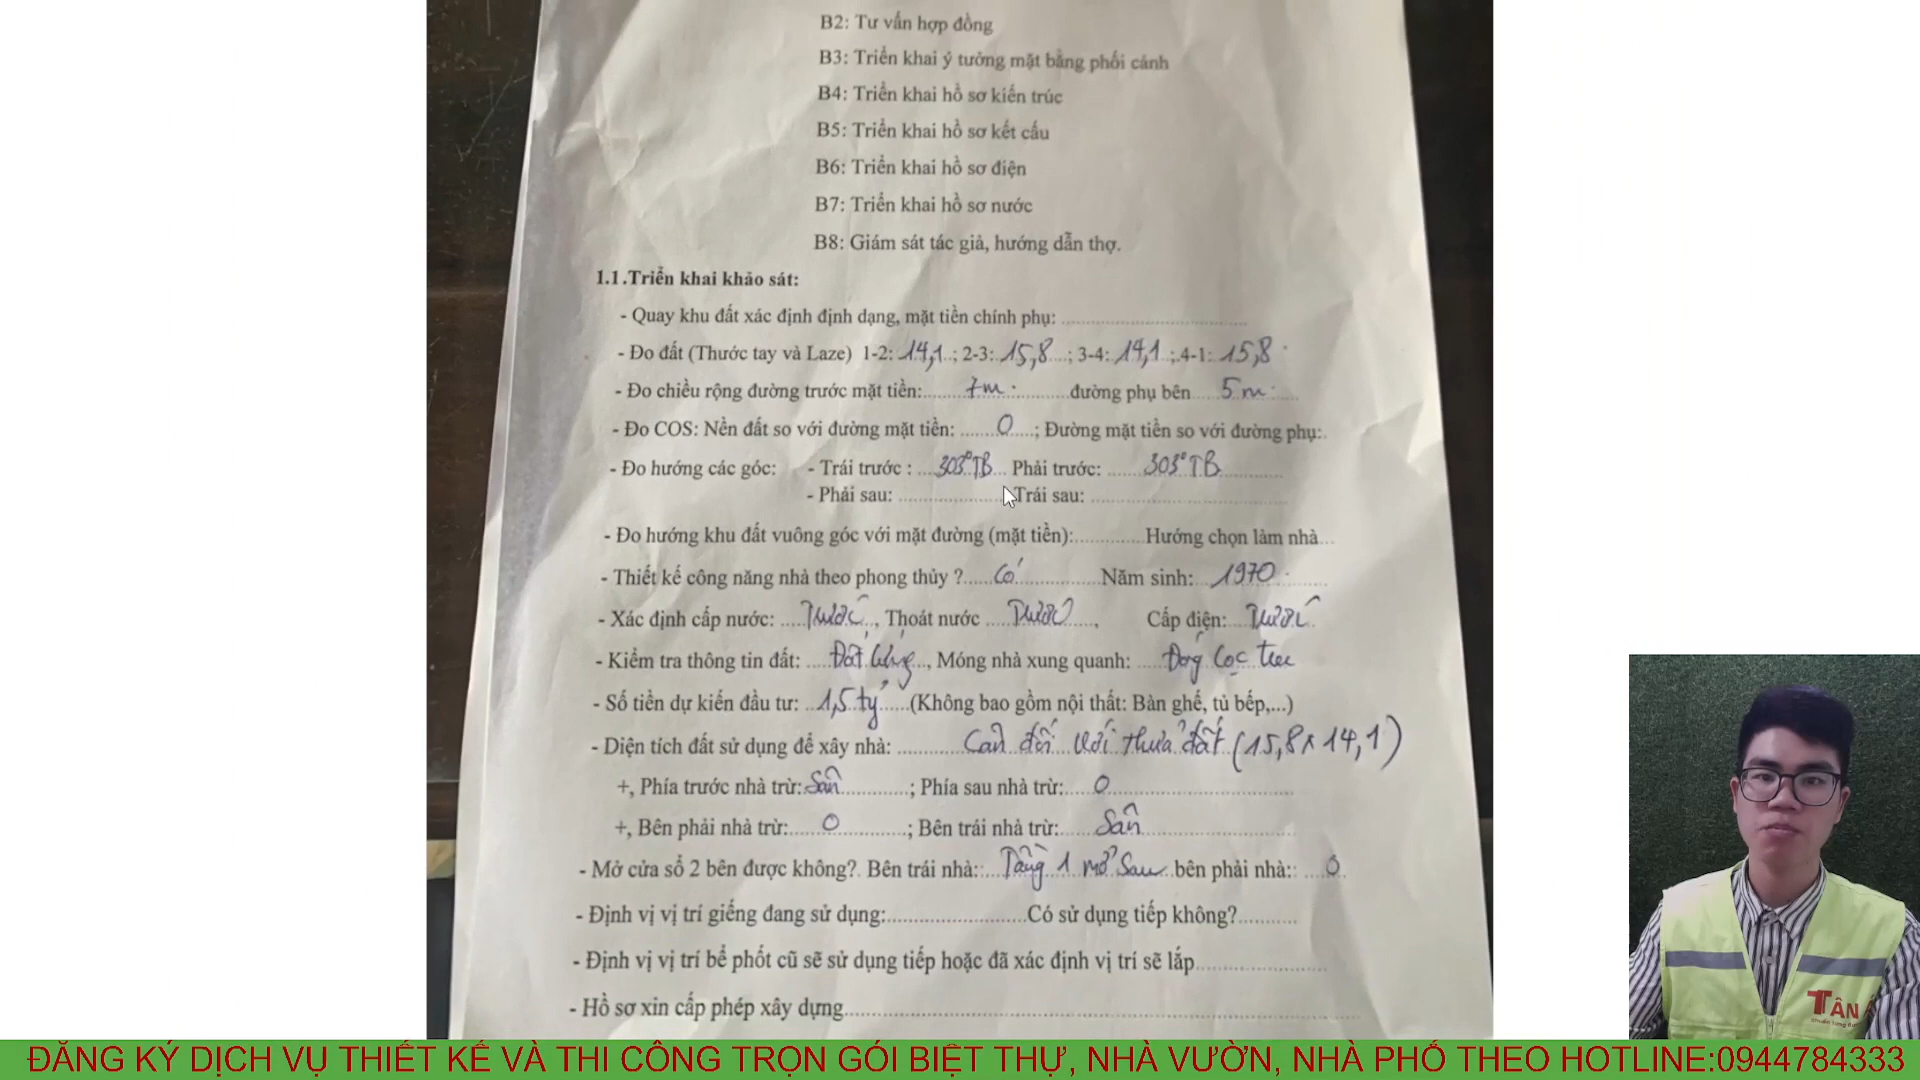 B2: Tư vấn hợp đồng
B3: Triển khai ý tưởng mặt bằng phối cảnh
B4: Triển khai hồ sơ kiến trúc
B5: Triển khai hồ sơ kết cấu
B6: Triển khai hồ sơ điện
B7: Triển khai hồ sơ nước
B8: Giám sát tác giả, hướng dẫn thợ.
1.1.Triển khai khảo sát:
- Quay khu đất xác định định dạng, mặt tiền chính phụ: ........................
- Đo đất (Thước tay và Laze) 1-2: 14,1 ; 2-3: 15,8 ; 3-4: 14,1 ; 4-1: 15,8
- Đo chiều rộng đường trước mặt tiền: 7m đường phụ bên 5m
- Đo COS: Nền đất so với đường mặt tiền: 0 ; Đường mặt tiền so với đường phụ:
- Đo hướng các góc: - Trái trước : 303° TB Phải trước: 303° TB
- Phải sau: ............ Trái sau: ............
- Đo hướng khu đất vuông góc với mặt đường (mặt tiền):............ Hướng chọn làm nhà...
- Thiết kế công năng nhà theo phong thủy ? Có Năm sinh: 1970
- Xác định cấp nước: Trước , Thoát nước Trước , Cấp điện: Trước
- Kiểm tra thông tin đất: Đất , Móng nhà xung quanh: Đóng cọc tre
- Số tiền dự kiến đầu tư: 1,5 tỷ (Không bao gồm nội thất: Bàn ghế, tủ bếp,...)
- Diện tích đất sử dụng để xây nhà: Cân đối với thửa đất (15,8 x 14,1)
+, Phía trước nhà trừ: Sân ; Phía sau nhà trừ: 0
+, Bên phải nhà trừ: 0 ; Bên trái nhà trừ: Sân
- Mở cửa sổ 2 bên được không?. Bên trái nhà: Tầng 1 mở sau bên phải nhà: 0
- Định vị vị trí giếng đang sử dụng:............ Có sử dụng tiếp không?............
- Định vị vị trí bể phốt cũ sẽ sử dụng tiếp hoặc đã xác định vị trí sẽ lắp............
- Hồ sơ xin cấp phép xây dựng............
TÂN
ĐĂNG KÝ DỊCH VỤ THIẾT KẾ VÀ THI CÔNG TRỌN GÓI BIỆT THỰ, NHÀ VƯỜN, NHÀ PHỐ THEO HOTLINE:0944784333